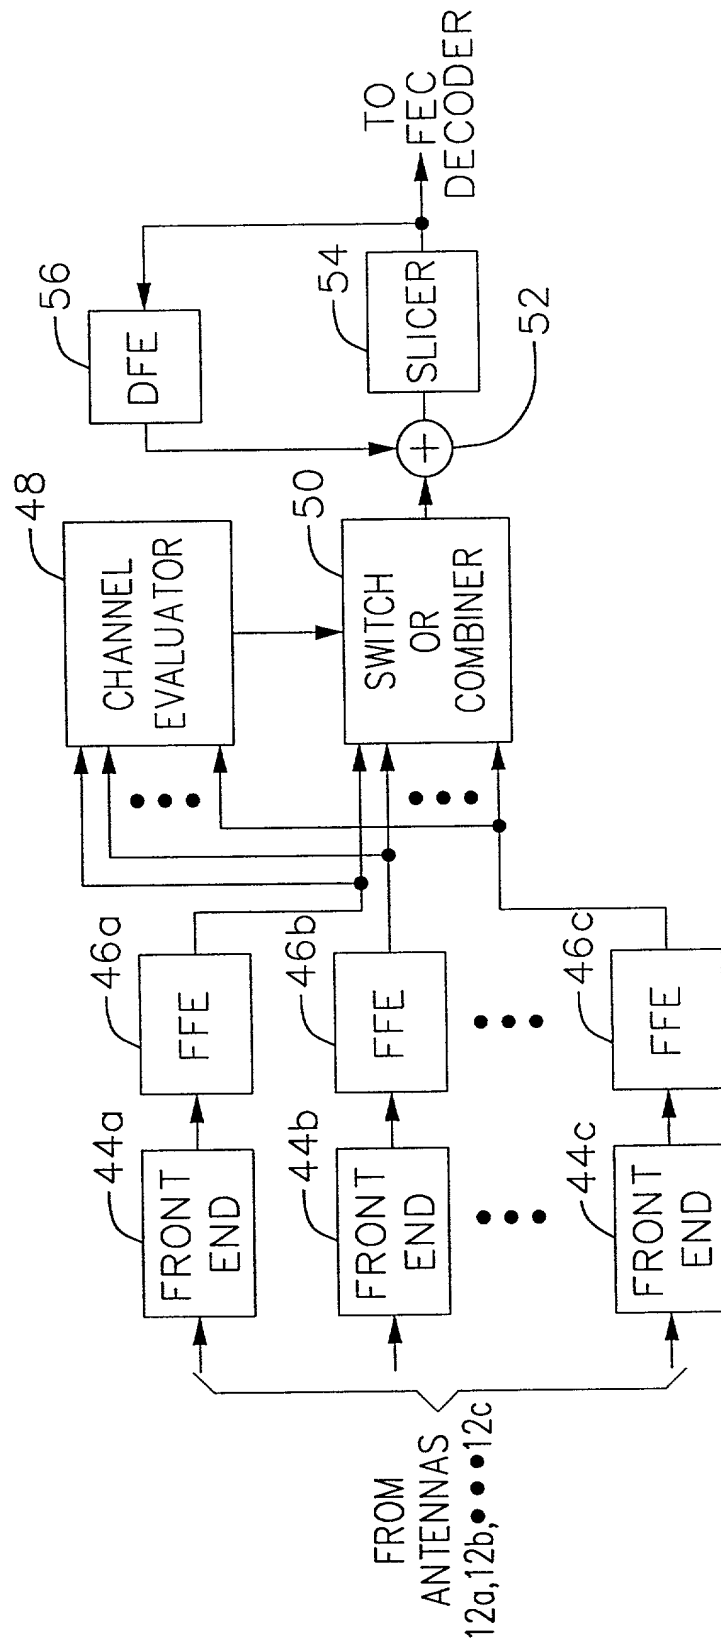 FROM
ANTENNAS
12a,12b,•••12c
FRONT
END
44a
FRONT
END
44b
FRONT
END
44c
FFE
46a
FFE
46b
FFE
46c
CHANNEL
EVALUATOR
48
SWITCH
OR
COMBINER
50
+
52
SLICER
54
DFE
56
TO
FEC
DECODER